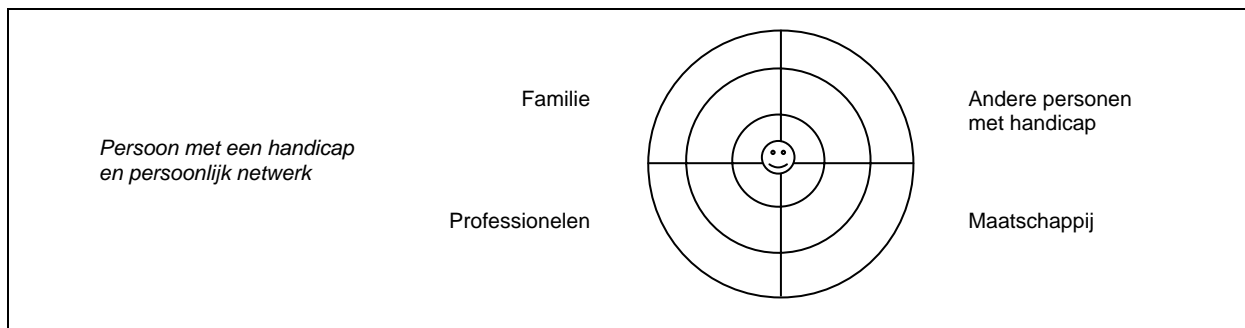 Familie
Andere personen
met handicap
Persoon met een handicap
en persoonlijk netwerk
Professionelen
Maatschappij